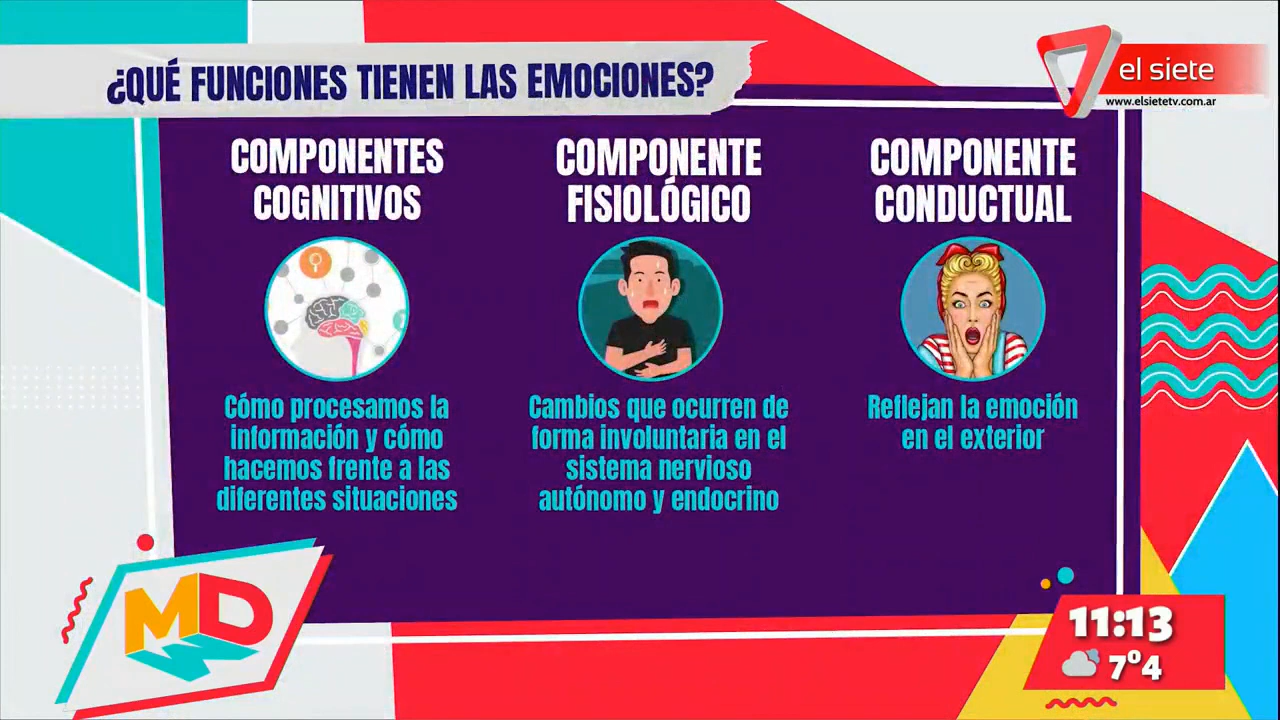 ¿QUÉ FUNCIONES TIENEN LAS EMOCIONES?
el siete
www.elsietetv.com.ar
COMPONENTES
COGNITIVOS
Cómo procesamos la
información y cómo
hacemos frente a las
diferentes situaciones
COMPONENTE
FISIOLÓGICO
Cambios que ocurren de
forma involuntaria en el
sistema nervioso
autónomo y endocrino
COMPONENTE
CONDUCTUAL
Reflejan la emoción
en el exterior
MD
11:13
7º4